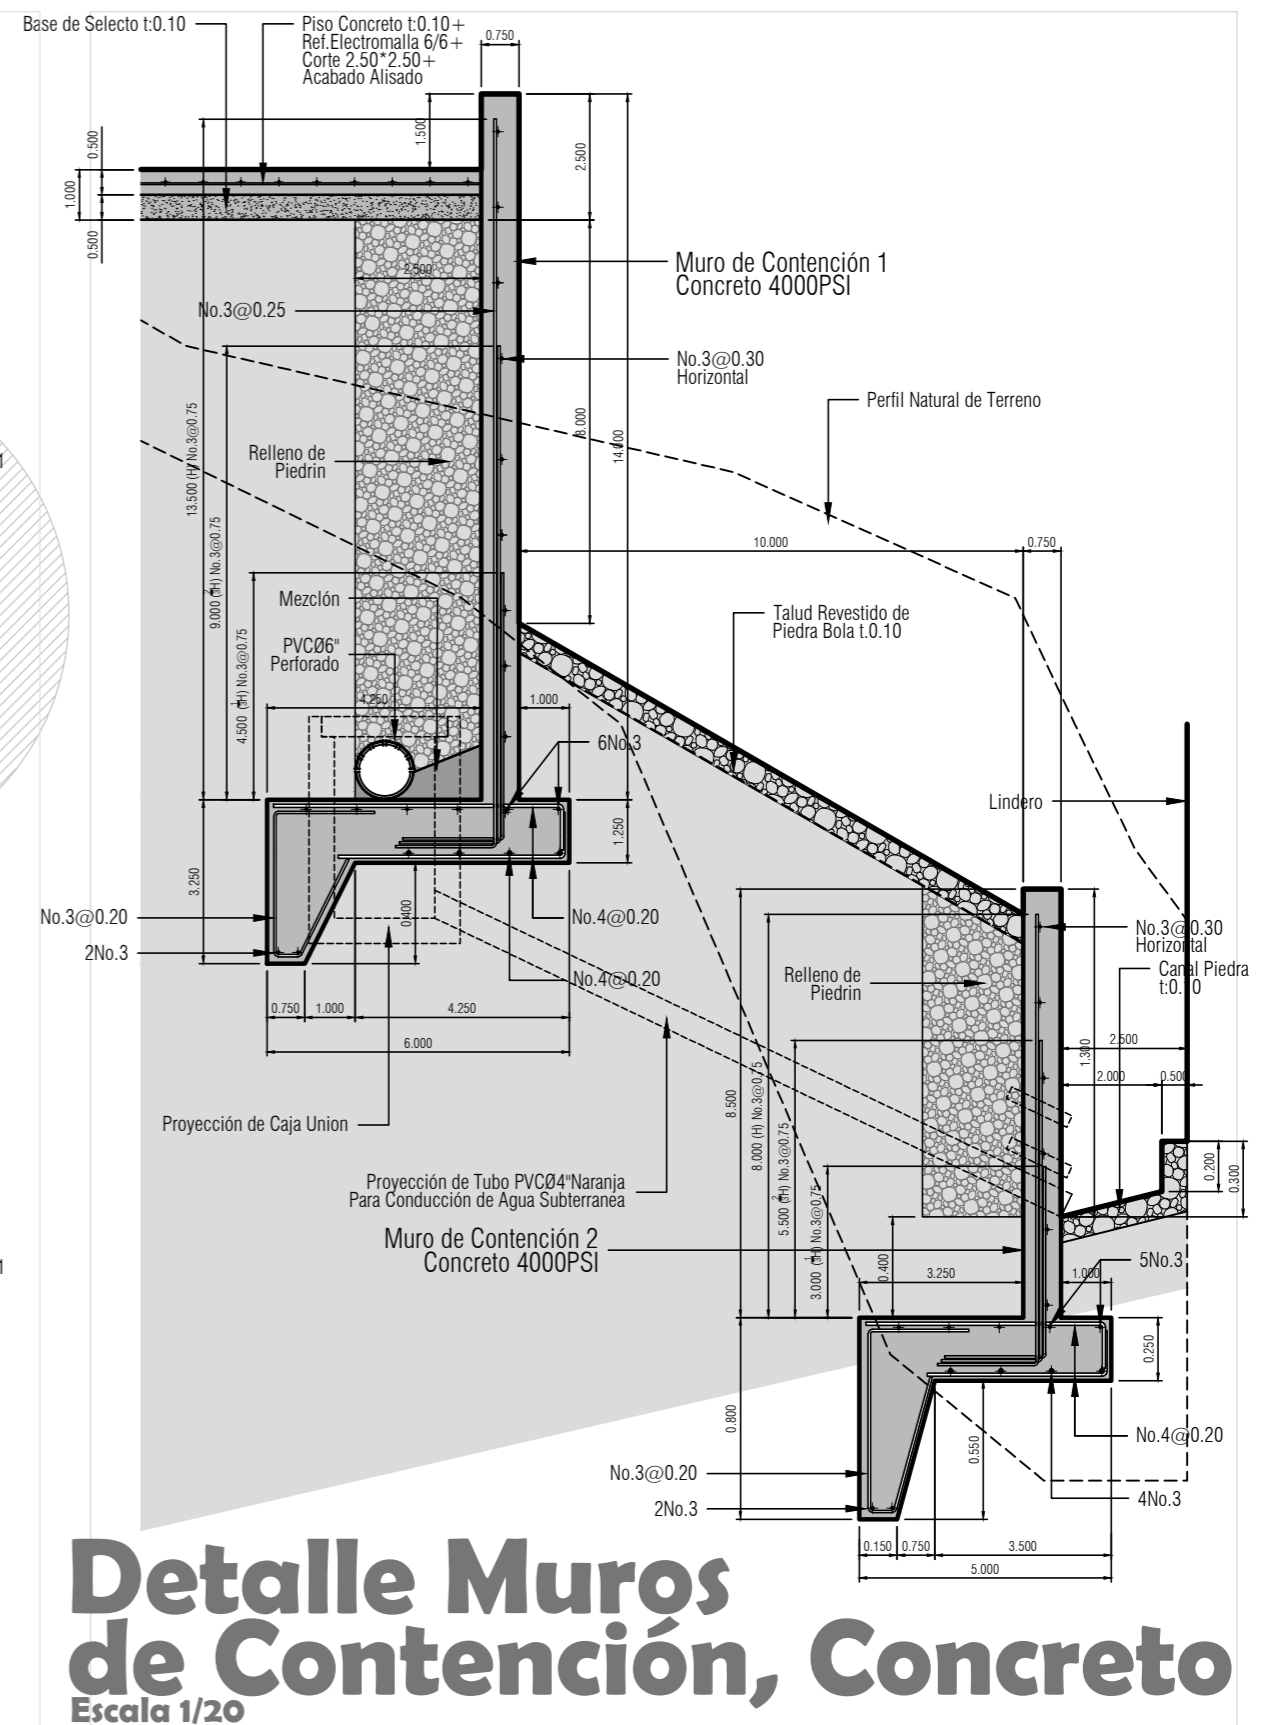 Base de Selecto t:0.10
Piso Concreto t:0.10+
Ref.Electromalla 6/6+
Corte 2.50*2.50+
Acabado Alisado
0.750
1.500
2.500
0.500
1.000
0.500
2.500
Muro de Contención 1
Concreto 4000PSI
No.3@0.25
No.3@0.30
Horizontal
Perfil Natural de Terreno
13.500 (H) No.3@0.75
8.000
14.000
Relleno de
Piedrin
9.000 (⅔H) No.3@0.75
10.000
0.750
Mezclón
PVCØ6"
Perforado
Talud Revestido de
Piedra Bola t.0.10
4.500 (⅓H) No.3@0.75
4.250
1.000
6No.3
Lindero
1.250
3.250
No.3@0.20
0.400
No.4@0.20
2No.3
No.4@0.20
0.750
1.000
4.250
6.000
No.3@0.30
Horizontal
Canal Piedra
t:0.10
Relleno de
Piedrin
2.500
1.300
2.000
0.500
8.500
8.000 (H) No.3@0.75
5.500 (⅔H) No.3@0.75
3.000 (⅓H) No.3@0.75
Proyección de Caja Union
0.200
0.300
Proyección de Tubo PVCØ4"Naranja
Para Conducción de Agua Subterranea
Muro de Contención 2
Concreto 4000PSI
0.400
3.250
1.000
5No.3
0.250
0.800
0.550
No.4@0.20
No.3@0.20
2No.3
4No.3
0.150
0.750
3.500
5.000
Detalle Muros
de Contención, Concreto
Escala 1/20